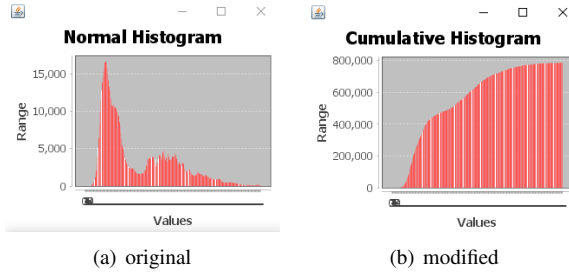 Normal Histogram
Range
15,000
10,000
5,000
0
Values
(a) original
Cumulative Histogram
Range
800,000
600,000
400,000
200,000
0
Values
(b) modified